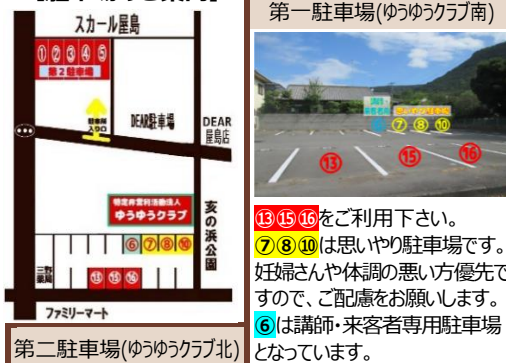 スカール屋島
①②③④⑤
第2駐車場
駐車場
入り口
DEAR駐車場
DEAR
屋島店
特定非営利活動法人
ゆうゆうクラブ
亥の浜公園
⑥⑦⑧⑩
三野
薬局
⑬⑮⑯
ファミリーマート
第二駐車場(ゆうゆうクラブ北)
第一駐車場(ゆうゆうクラブ南)
⑦⑧⑩
⑬
⑮
⑯
⑬⑮⑯をご利用下さい。
⑦⑧⑩は思いやり駐車場です。
妊婦さんや体調の悪い方優先で
すので、ご配慮をお願いします。
⑥は講師・来客者専用駐車場
となっています。